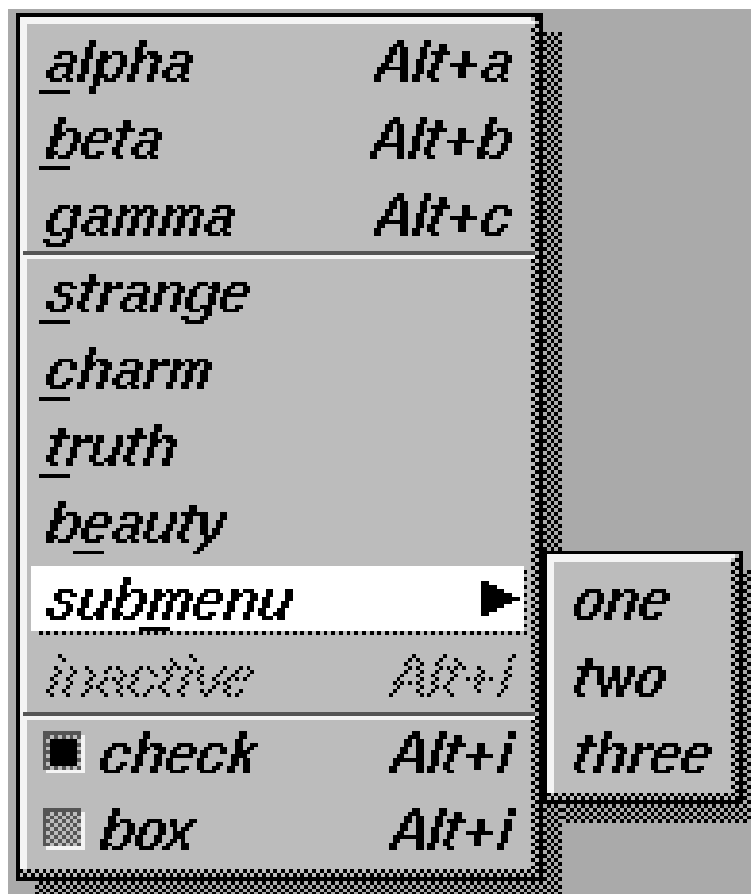 alpha Alt+a
beta Alt+b
gamma Alt+c
strange
charm
truth
beauty
submenu
inactive Alt+i
check Alt+i
box Alt+i
one
two
three